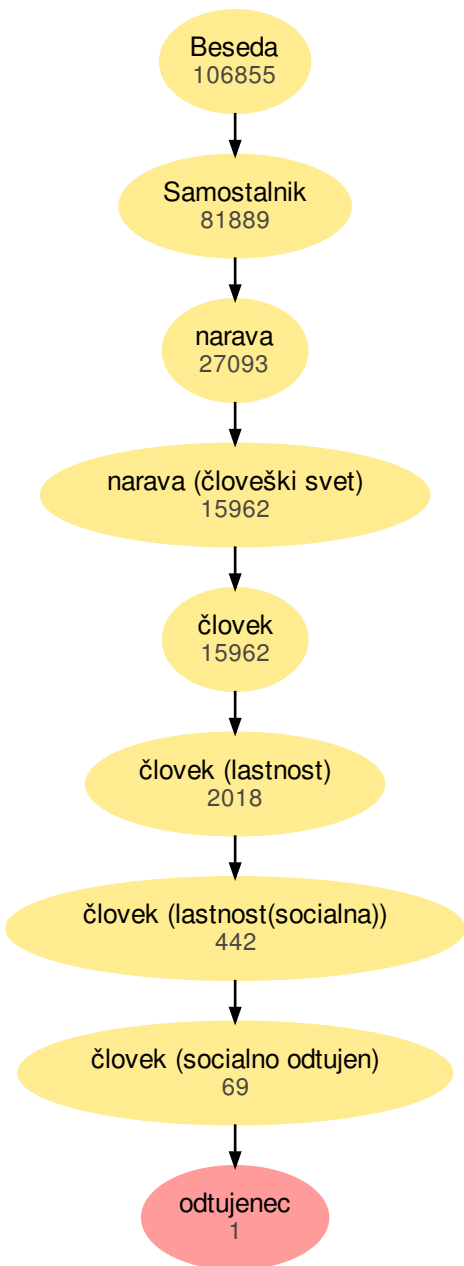 Beseda
106855
Samostalnik
81889
narava
27093
narava (človeški svet)
15962
človek
15962
človek (lastnost)
2018
človek (lastnost(socialna))
442
človek (socialno odtujen)
69
odtujenec
1